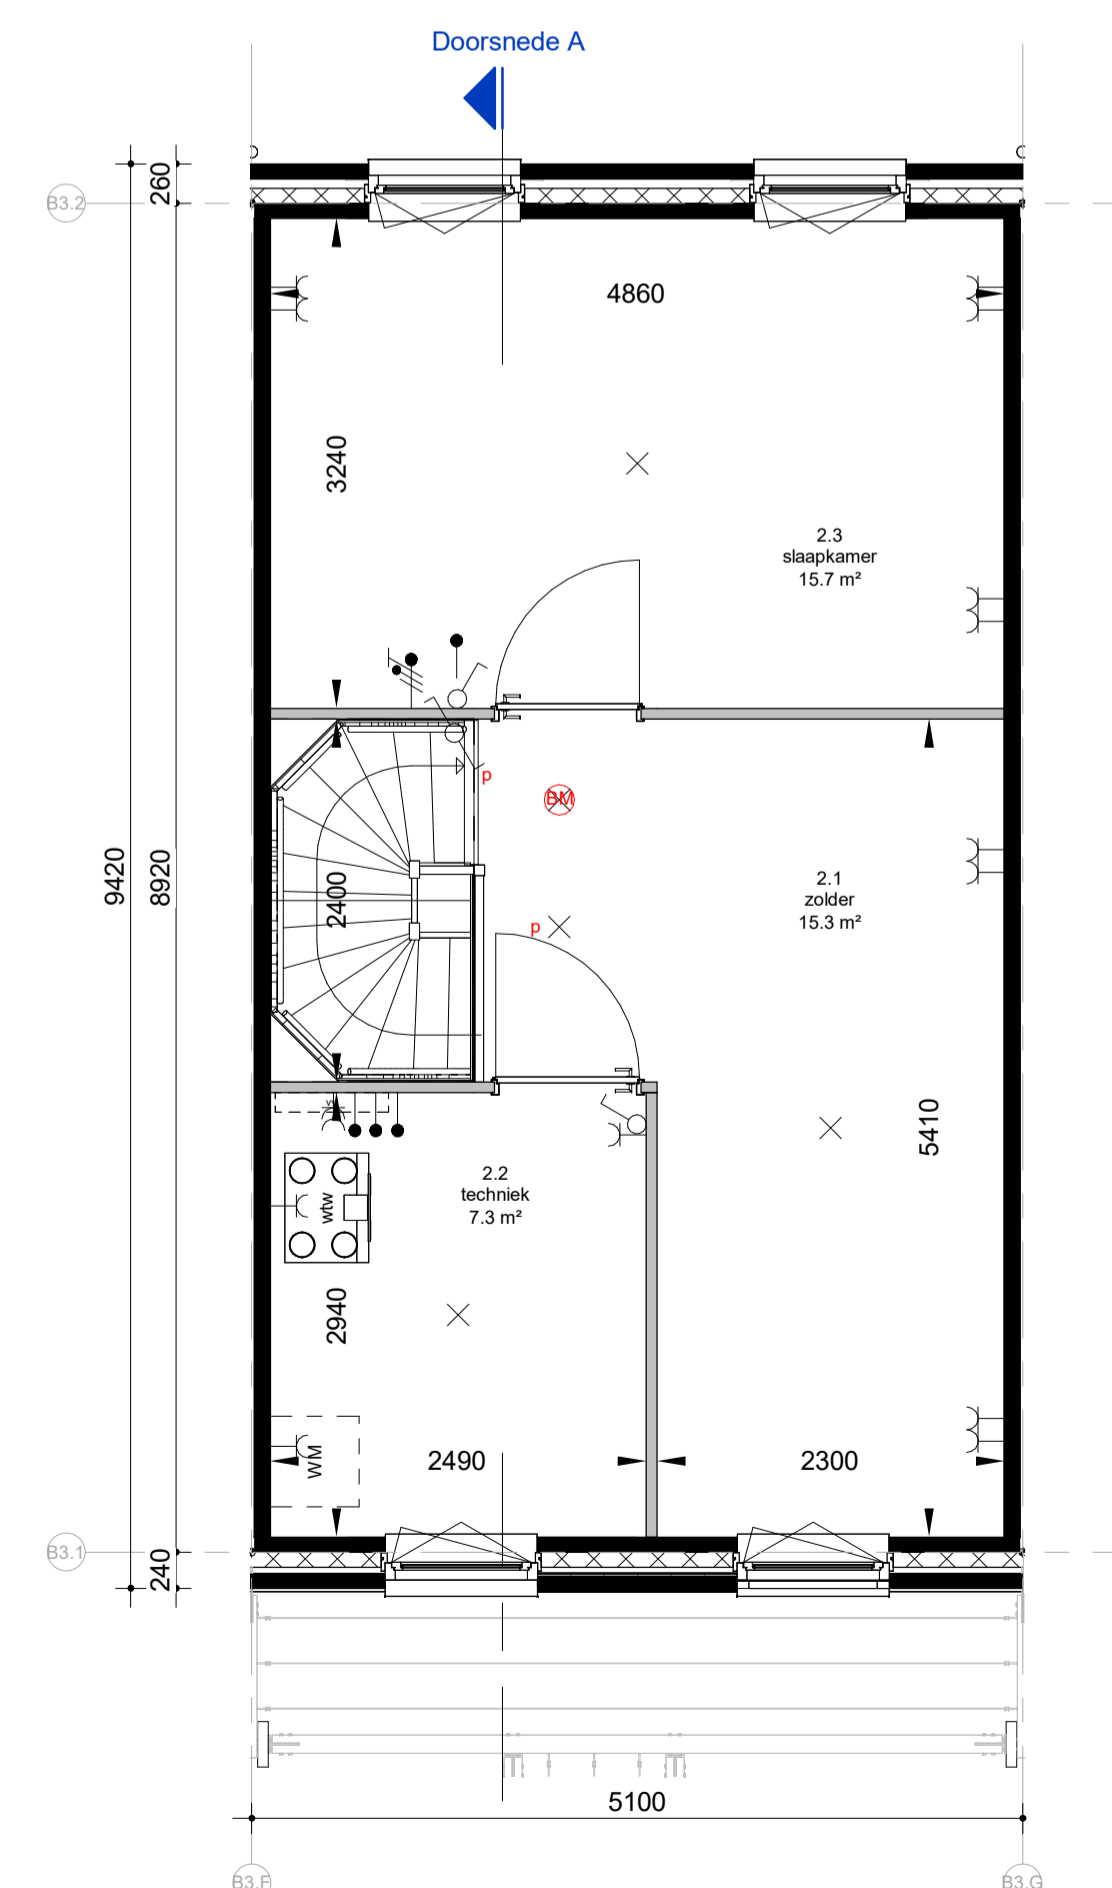 Doorsnede A
260
B3.2
4860
3240
2.3
slaapkamer
15.7 m²
p
BM
9420
8920
2400
2.1
zolder
15.3 m²
p
5410
2.2
techniek
7.3 m²
wtw
2940
WM
2490
2300
B3.1
240
5100
B3.F
B3.G